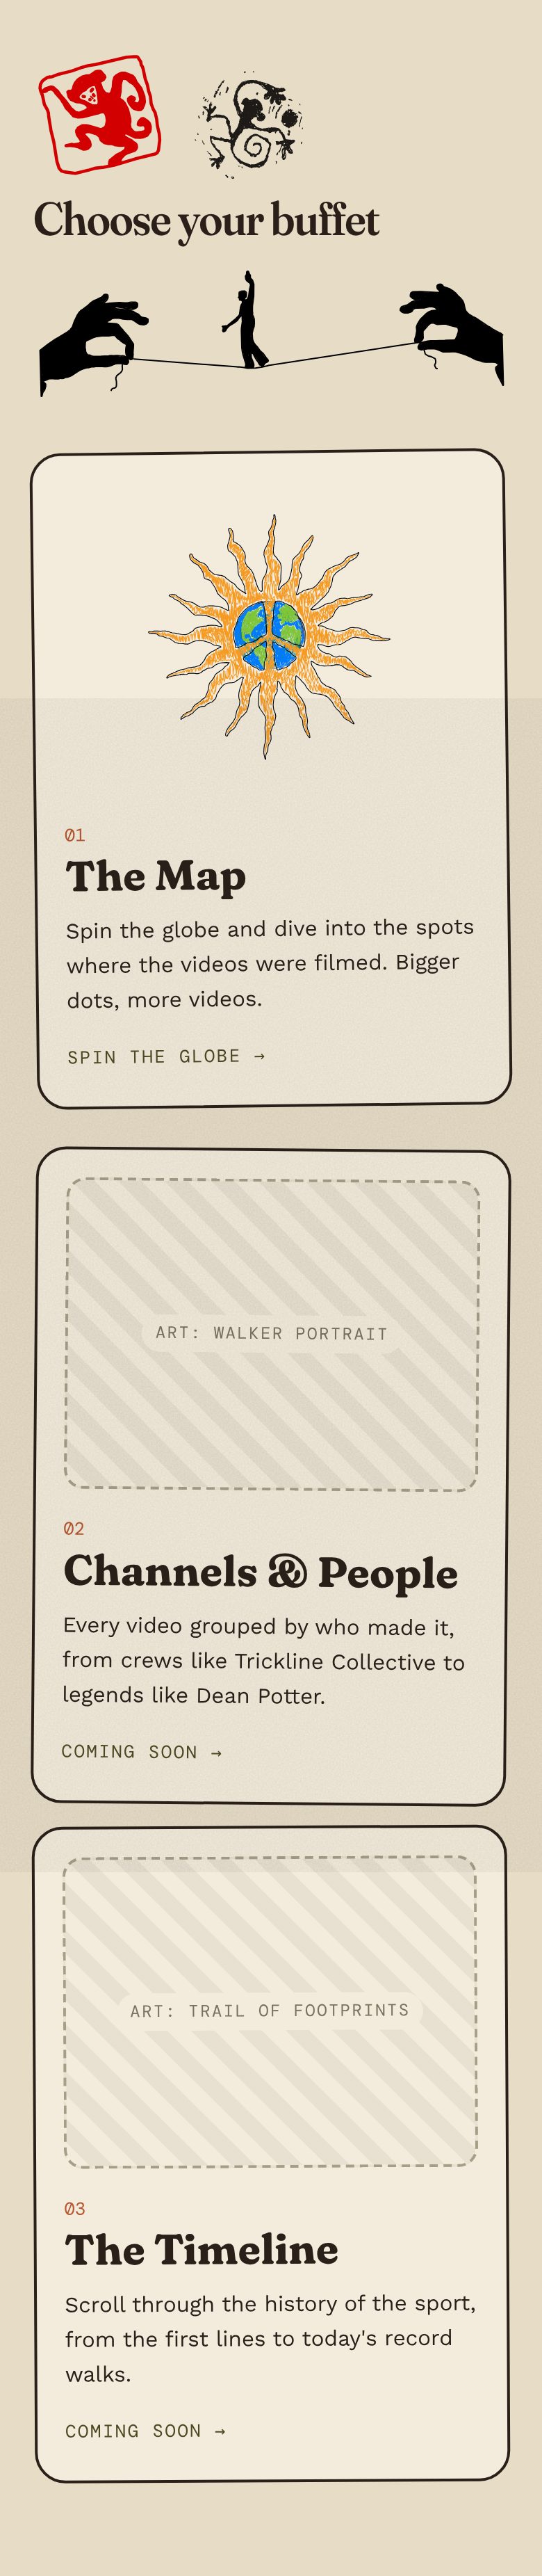 Choose your buffet
01
The Map
Spin the globe and dive into the spots
where the videos were filmed. Bigger
dots, more videos.
SPIN THE GLOBE →
ART: WALKER PORTRAIT
02
Channels & People
Every video grouped by who made it,
from crews like Trickline Collective to
legends like Dean Potter.
COMING SOON →
ART: TRAIL OF FOOTPRINTS
03
The Timeline
Scroll through the history of the sport,
from the first lines to today's record
walks.
COMING SOON →